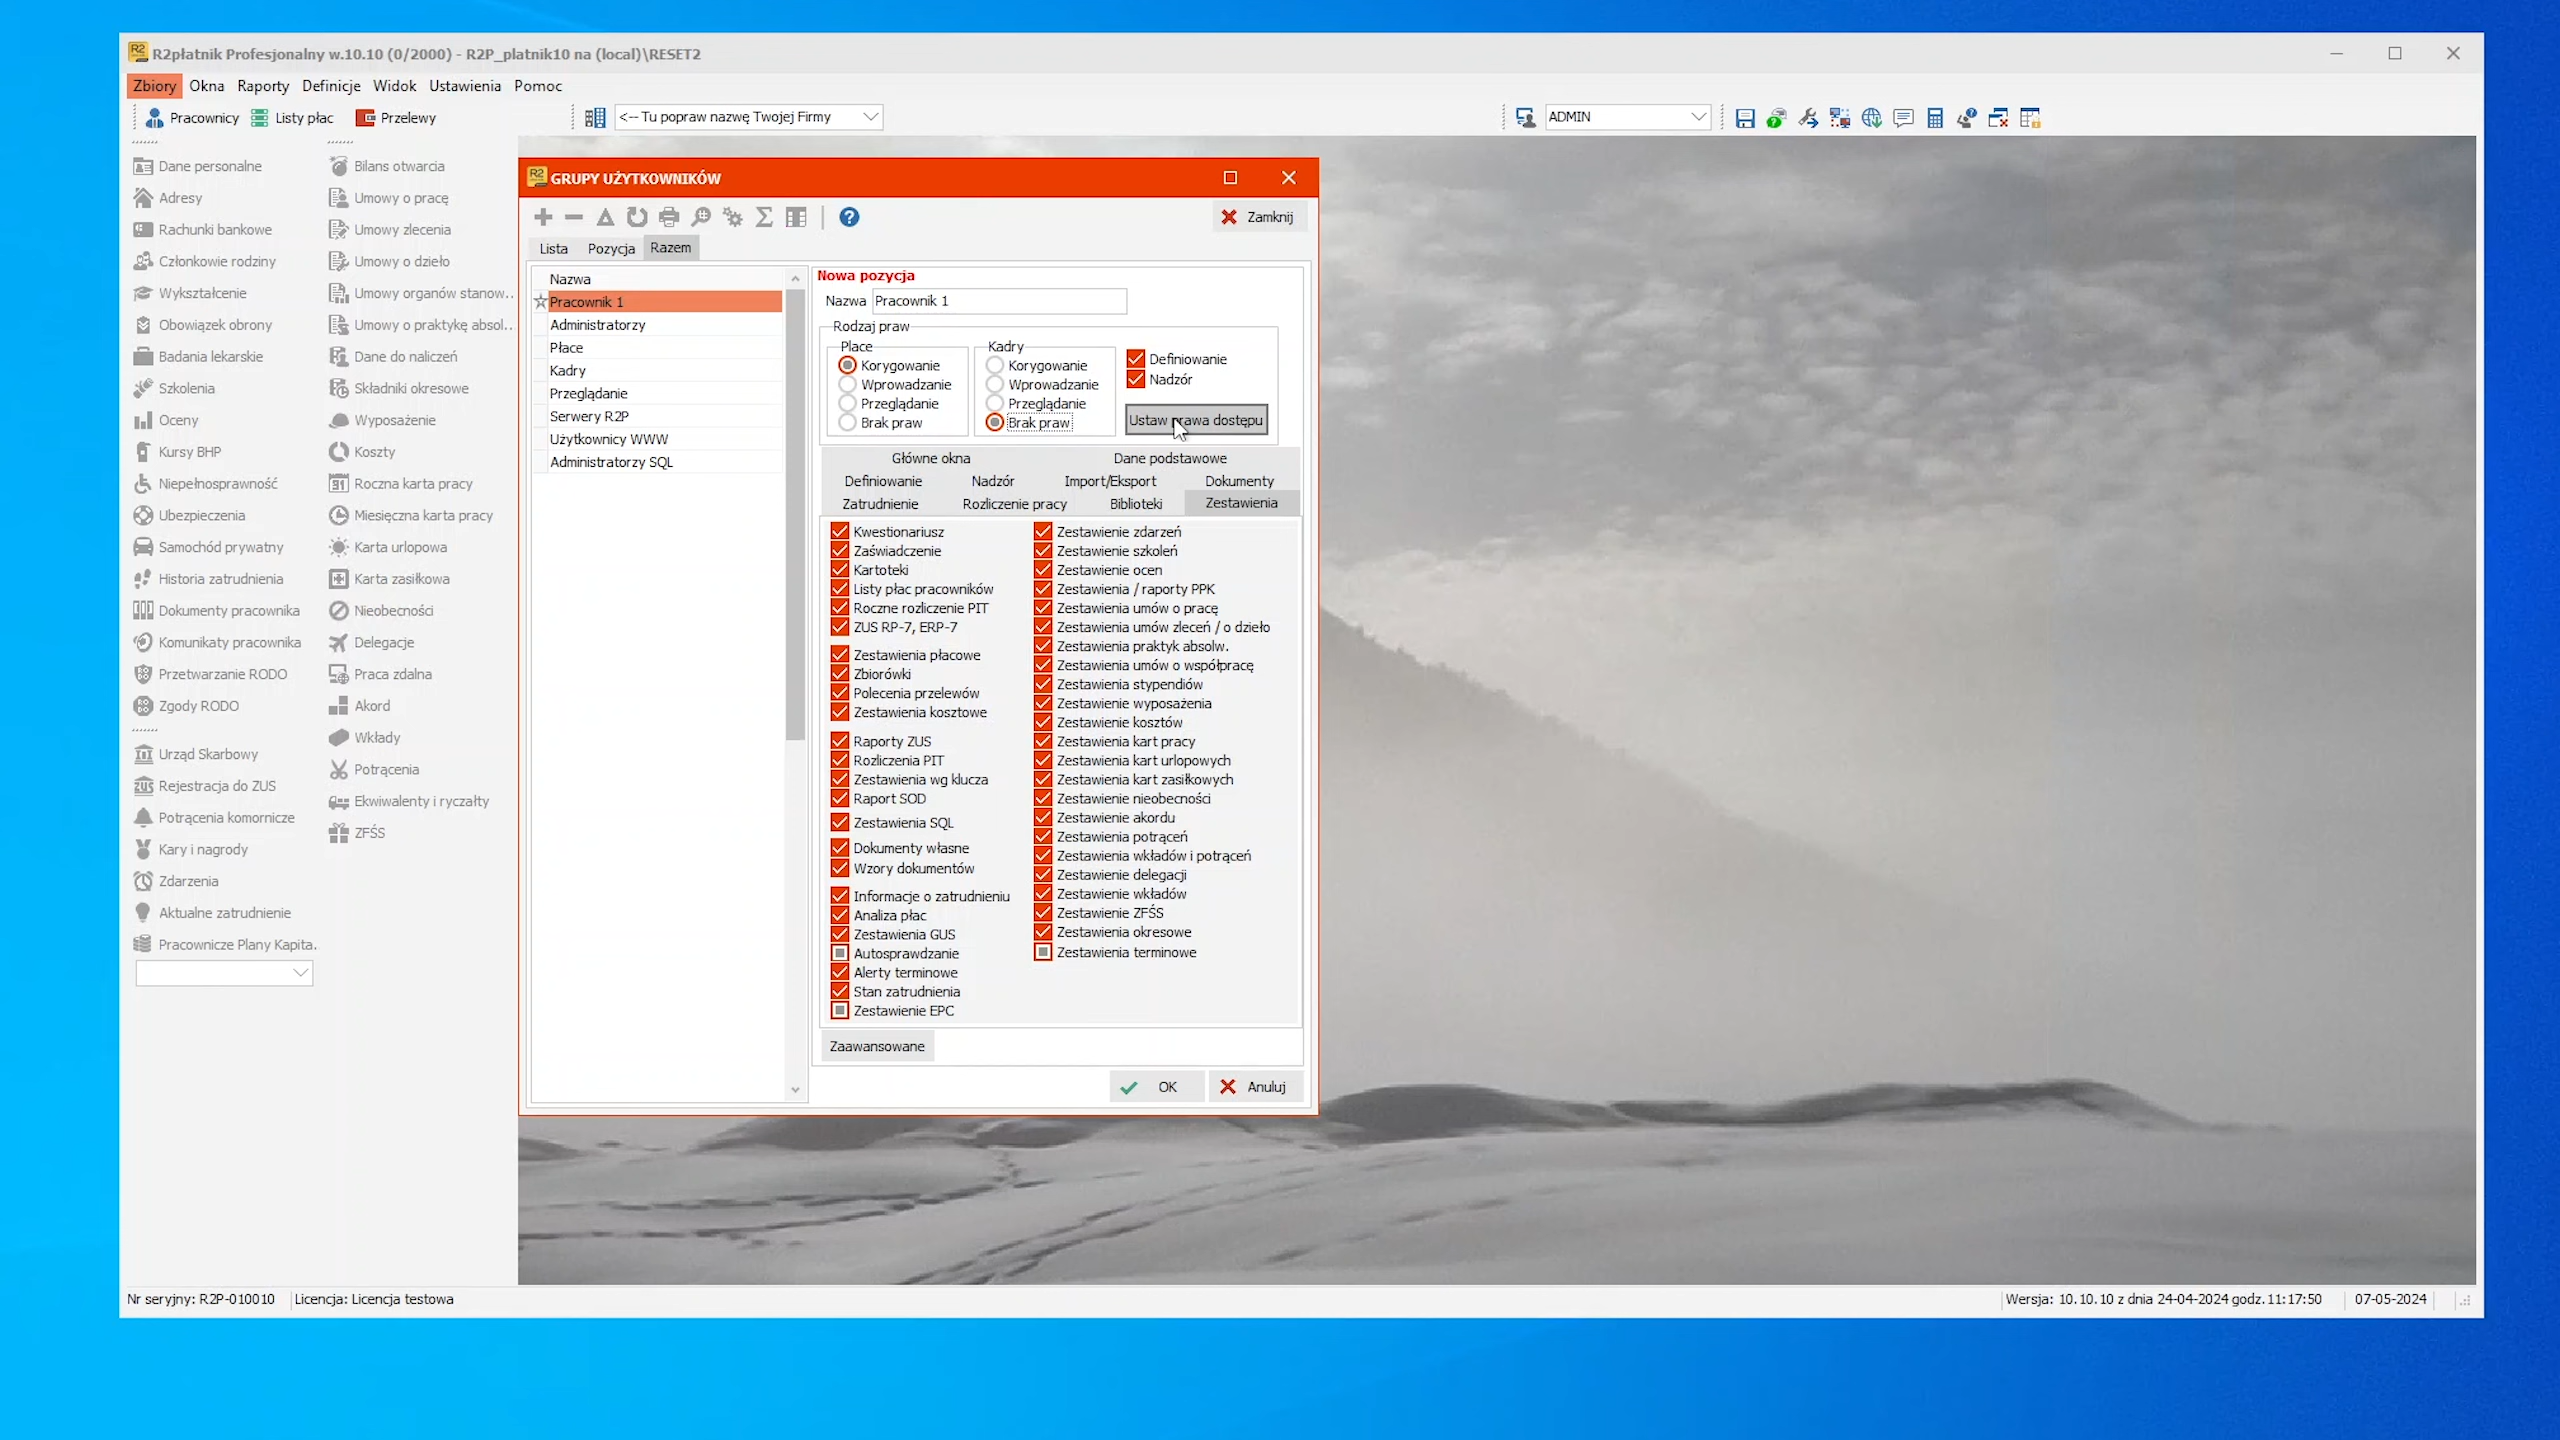 R2płatnik Profesjonalny w.10.10 (0/2000) - R2P_platnik10 na (local)\RESET2
Zbiory Okna Raporty Definicje Widok Ustawienia Pomoc
Pracownicy Listy płac Przelewy <-- Tu popraw nazwę Twojej Firmy ADMIN
Dane personalne
Adresy
Rachunki bankowe
Członkowie rodziny
Wykształcenie
Obowiązek obrony
Badania lekarskie
Szkolenia
Oceny
Kursy BHP
Niepełnosprawność
Ubezpieczenia
Samochód prywatny
Historia zatrudnienia
Dokumenty pracownika
Komunikaty pracownika
Przetwarzanie RODO
Zgody RODO
Urząd Skarbowy
Rejestracja do ZUS
Potrącenia komornicze
Kary i nagrody
Zdarzenia
Aktualne zatrudnienie
Pracownicze Plany Kapita.
Bilans otwarcia
Umowy o pracę
Umowy zlecenia
Umowy o dzieło
Umowy organów stanow..
Umowy o praktykę absol..
Dane do naliczeń
Składniki okresowe
Wyposażenie
Koszty
Roczna karta pracy
Miesięczna karta pracy
Karta urlopowa
Karta zasiłkowa
Nieobecności
Delegacje
Praca zdalna
Akord
Wkłady
Potrącenia
Ekwiwalenty i ryczałty
ZFŚS
GRUPY UŻYTKOWNIKÓW
Zamknij
Lista Pozycja Razem
Nazwa
Pracownik 1
Administratorzy
Płace
Kadry
Przeglądanie
Serwery R2P
Użytkownicy WWW
Administratorzy SQL
Nowa pozycja
Nazwa Pracownik 1
Rodzaj praw
Płace
Korygowanie
Wprowadzanie
Przeglądanie
Brak praw
Kadry
Korygowanie
Wprowadzanie
Przeglądanie
Brak praw
Definiowanie
Nadzór
Ustaw prawa dostępu
Główne okna Dane podstawowe
Definiowanie Nadzór Import/Eksport Dokumenty
Zatrudnienie Rozliczenie pracy Biblioteki Zestawienia
Kwestionariusz
Zaświadczenie
Kartoteki
Listy płac pracowników
Roczne rozliczenie PIT
ZUS RP-7, ERP-7
Zestawienia płacowe
Zbiorówki
Polecenia przelewów
Zestawienia kosztowe
Raporty ZUS
Rozliczenia PIT
Zestawienia wg klucza
Raport SOD
Zestawienia SQL
Dokumenty własne
Wzory dokumentów
Informacje o zatrudnieniu
Analiza płac
Zestawienia GUS
Autosprawdzanie
Alerty terminowe
Stan zatrudnienia
Zestawienie EPC
Zestawienie zdarzeń
Zestawienie szkoleń
Zestawienie ocen
Zestawienia / raporty PPK
Zestawienia umów o pracę
Zestawienia umów zleceń / o dzieło
Zestawienia praktyk absolw.
Zestawienia umów o współpracę
Zestawienia stypendiów
Zestawienia wyposażenia
Zestawienie kosztów
Zestawienia kart pracy
Zestawienia kart urlopowych
Zestawienia kart zasiłkowych
Zestawienie nieobecności
Zestawienie akordu
Zestawienia potrąceń
Zestawienia wkładów i potrąceń
Zestawienie delegacji
Zestawienie wkładów
Zestawienie ZFŚS
Zestawienia okresowe
Zestawienia terminowe
Zaawansowane
OK Anuluj
Nr seryjny: R2P-010010 Licencja: Licencja testowa Wersja: 10.10.10 z dnia 24-04-2024 godz.11:17:50 07-05-2024